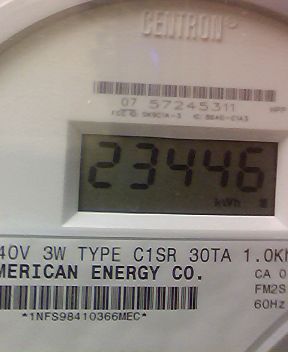 CENTRON®
07 57245311
23446
kWh
40V 3W TYPE C1SR 30TA 1.0K
MERICAN ENERGY CO.
CA 0
FM2S
60Hz
*1NFS98410366MEC*